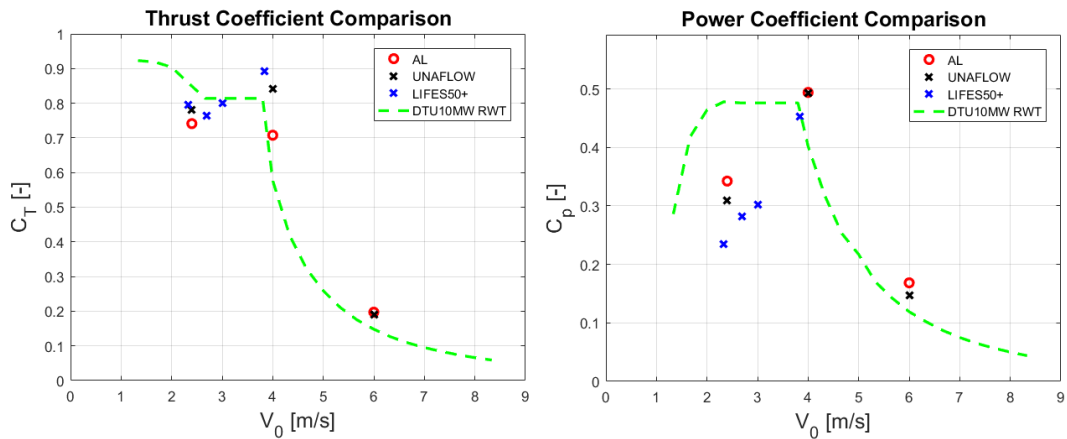 Thrust Coefficient Comparison
1
0.9
0.8
0.7
0.6
0.5
0.4
0.3
0.2
0.1
0
C_T [-]
AL
UNAFLOW
LIFES50+
DTU10MW RWT
0 1 2 3 4 5 6 7 8 9
V_0 [m/s]
Power Coefficient Comparison
0.5
0.4
0.3
0.2
0.1
0
C_p [-]
AL
UNAFLOW
LIFES50+
DTU10MW RWT
0 1 2 3 4 5 6 7 8 9
V_0 [m/s]